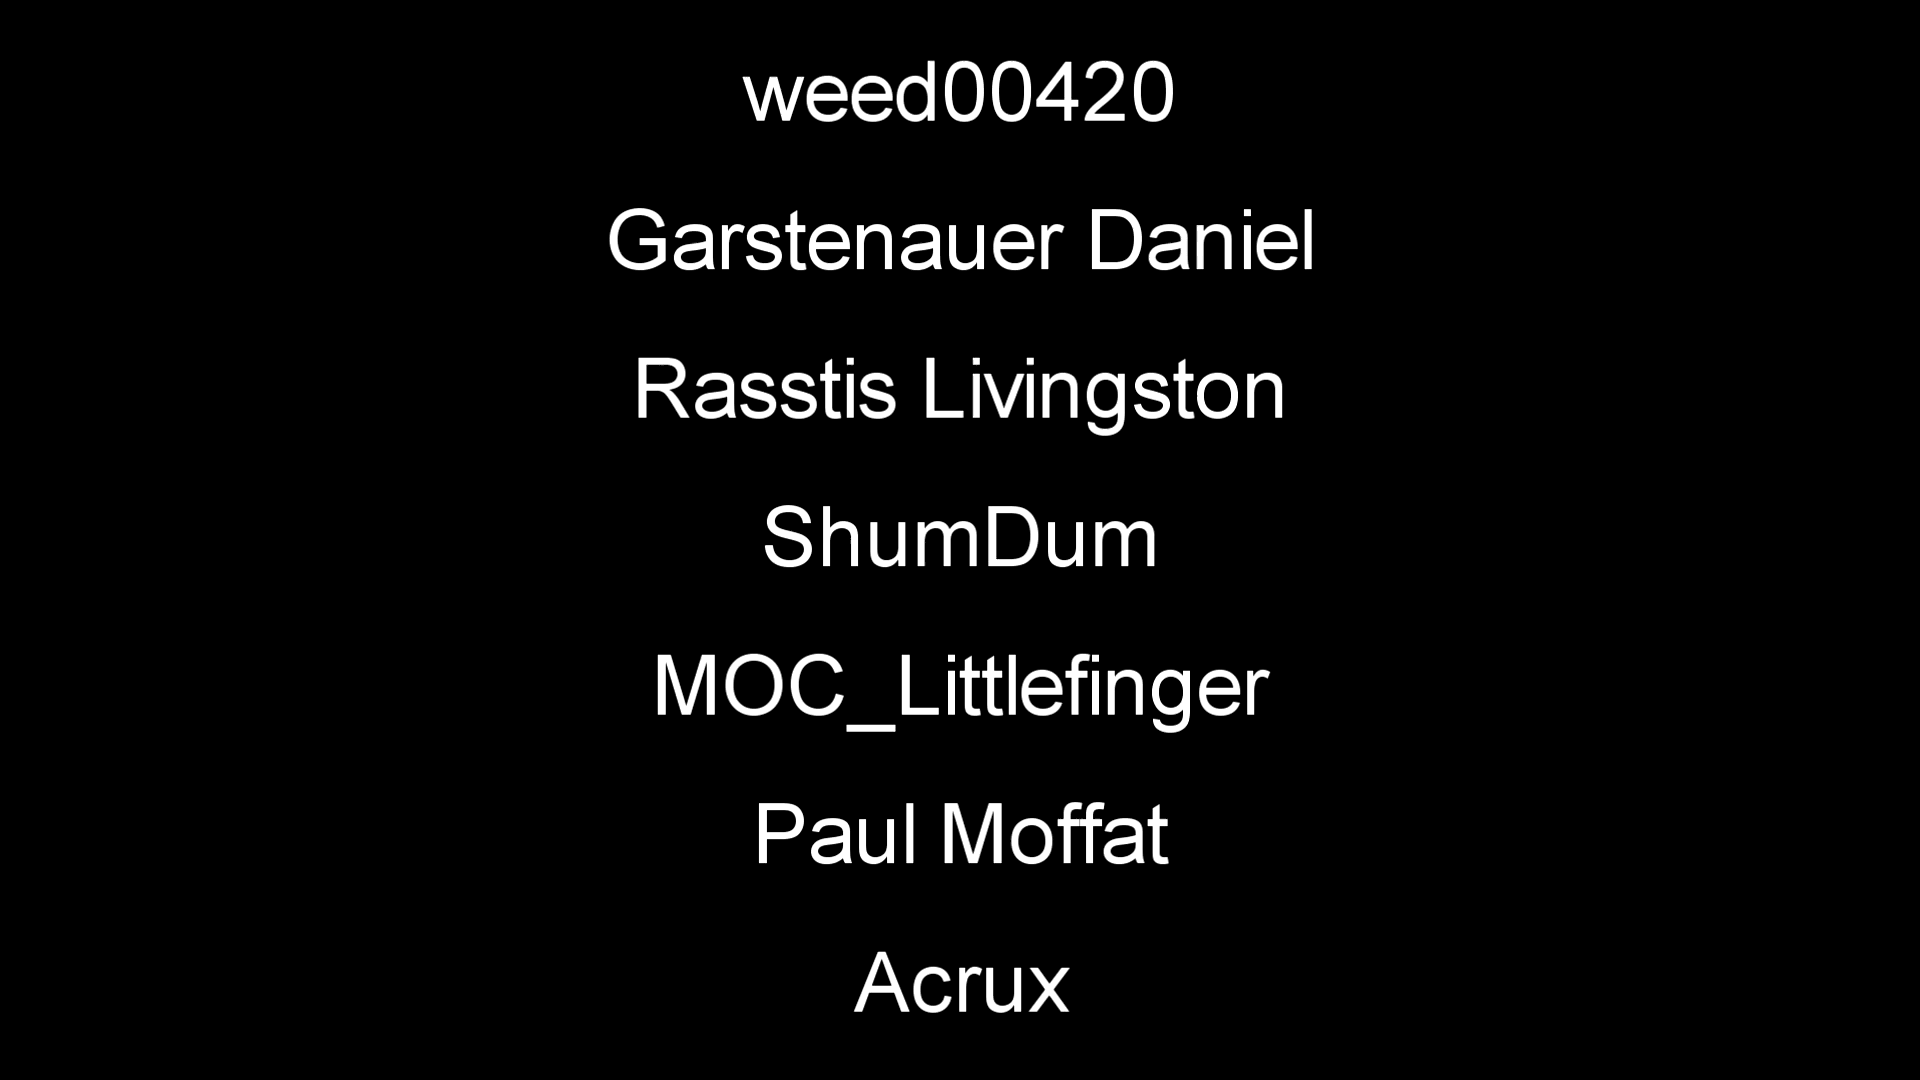 weed00420
Garstenauer Daniel
Rasstis Livingston
ShumDum
MOC_Littlefinger
Paul Moffat
Acrux